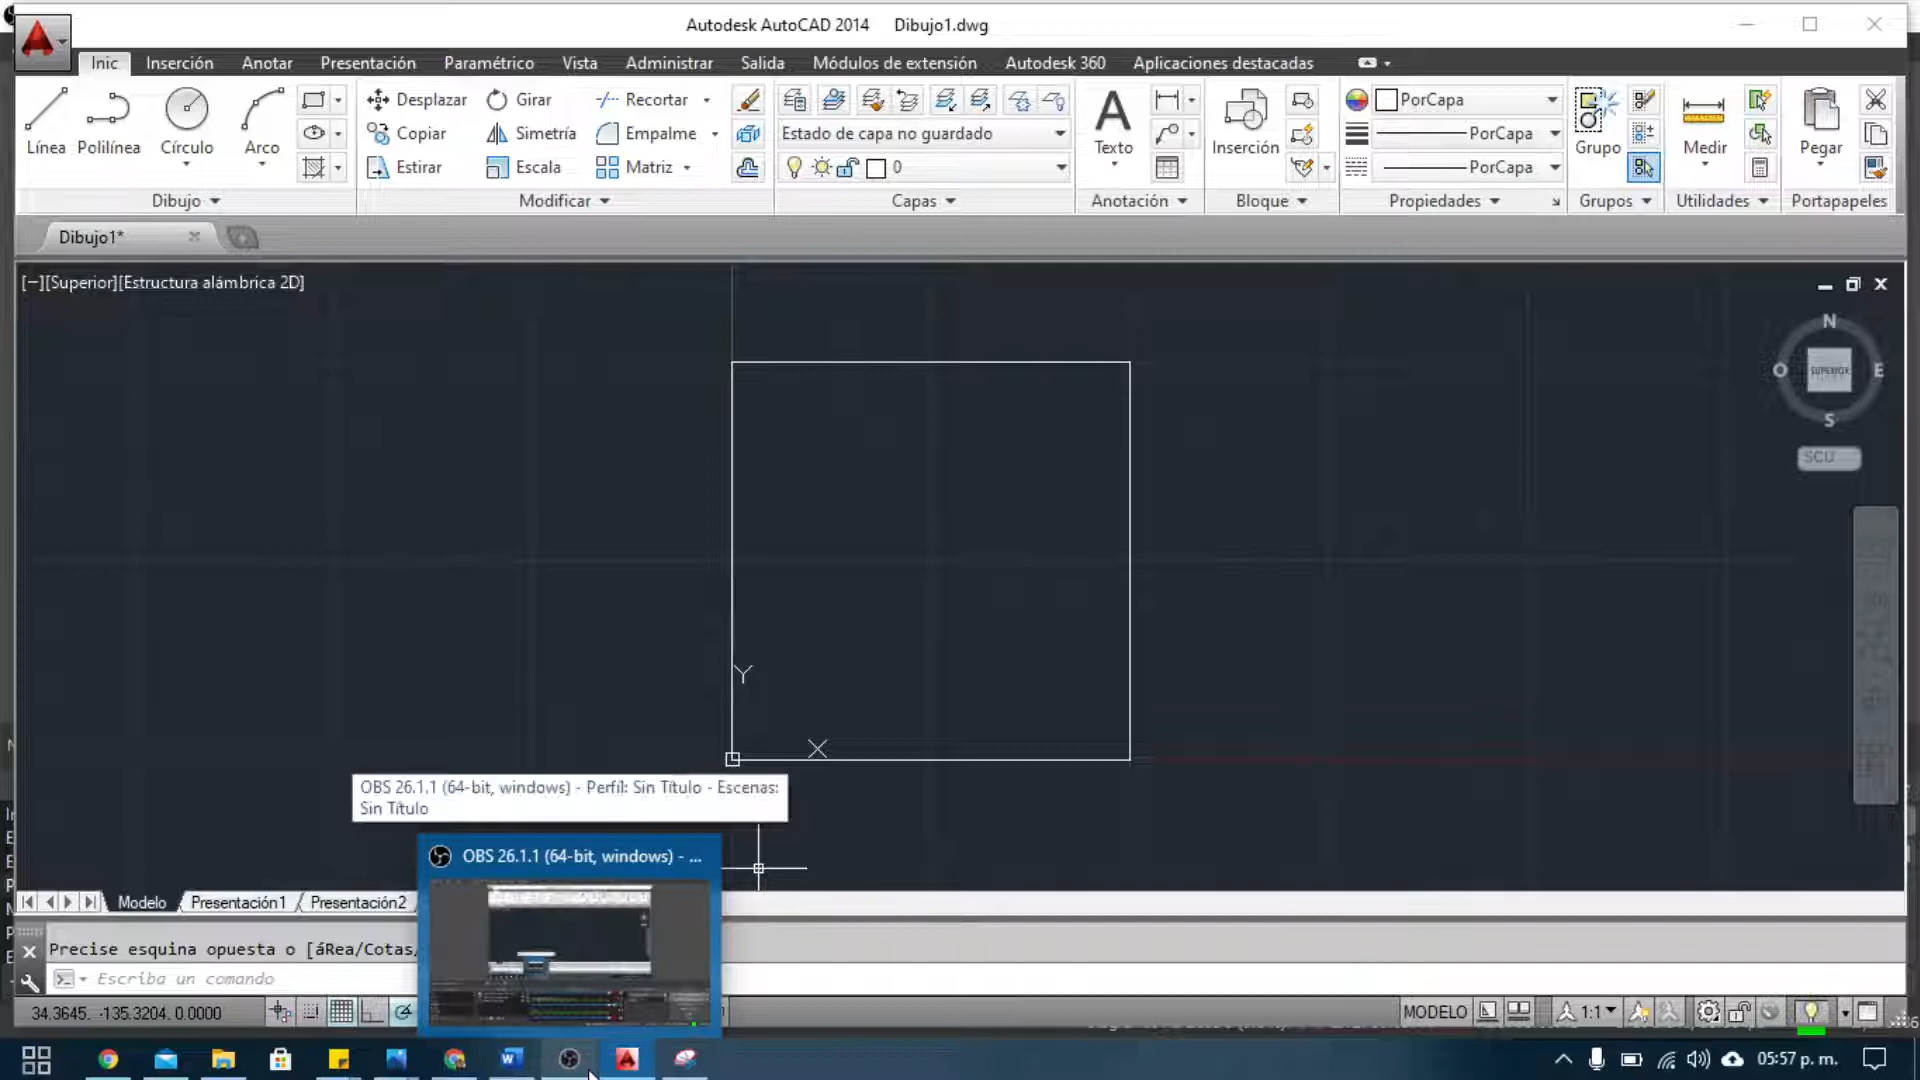 Autodesk AutoCAD 2014 Dibujo1.dwg
Inic Inserción Anotar Presentación Paramétrico Vista Administrar Salida Módulos de extensión Autodesk 360 Aplicaciones destacadas
Línea Polilínea Círculo Arco
Desplazar Girar Recortar
Copiar Simetría Empalme
Estirar Escala Matriz
Estado de capa no guardado
0
A
Texto
Inserción
PorCapa
PorCapa
PorCapa
Grupo
Medir
Pegar
Dibujo Modificar Capas Anotación Bloque Propiedades Grupos Utilidades Portapapeles
Dibujo1*
[−][Superior][Estructura alámbrica 2D]
N
O SUPERIOR E
S
SCU
Y
X
OBS 26.1.1 (64-bit, windows) - Perfil: Sin Título - Escenas:
Sin Título
OBS 26.1.1 (64-bit, windows) - ...
Modelo Presentación1 Presentación2
Precise esquina opuesta o [áRea/Cotas/
Escriba un comando
34.3645, -135.3204, 0.0000
MODELO
1:1
05:57 p. m.